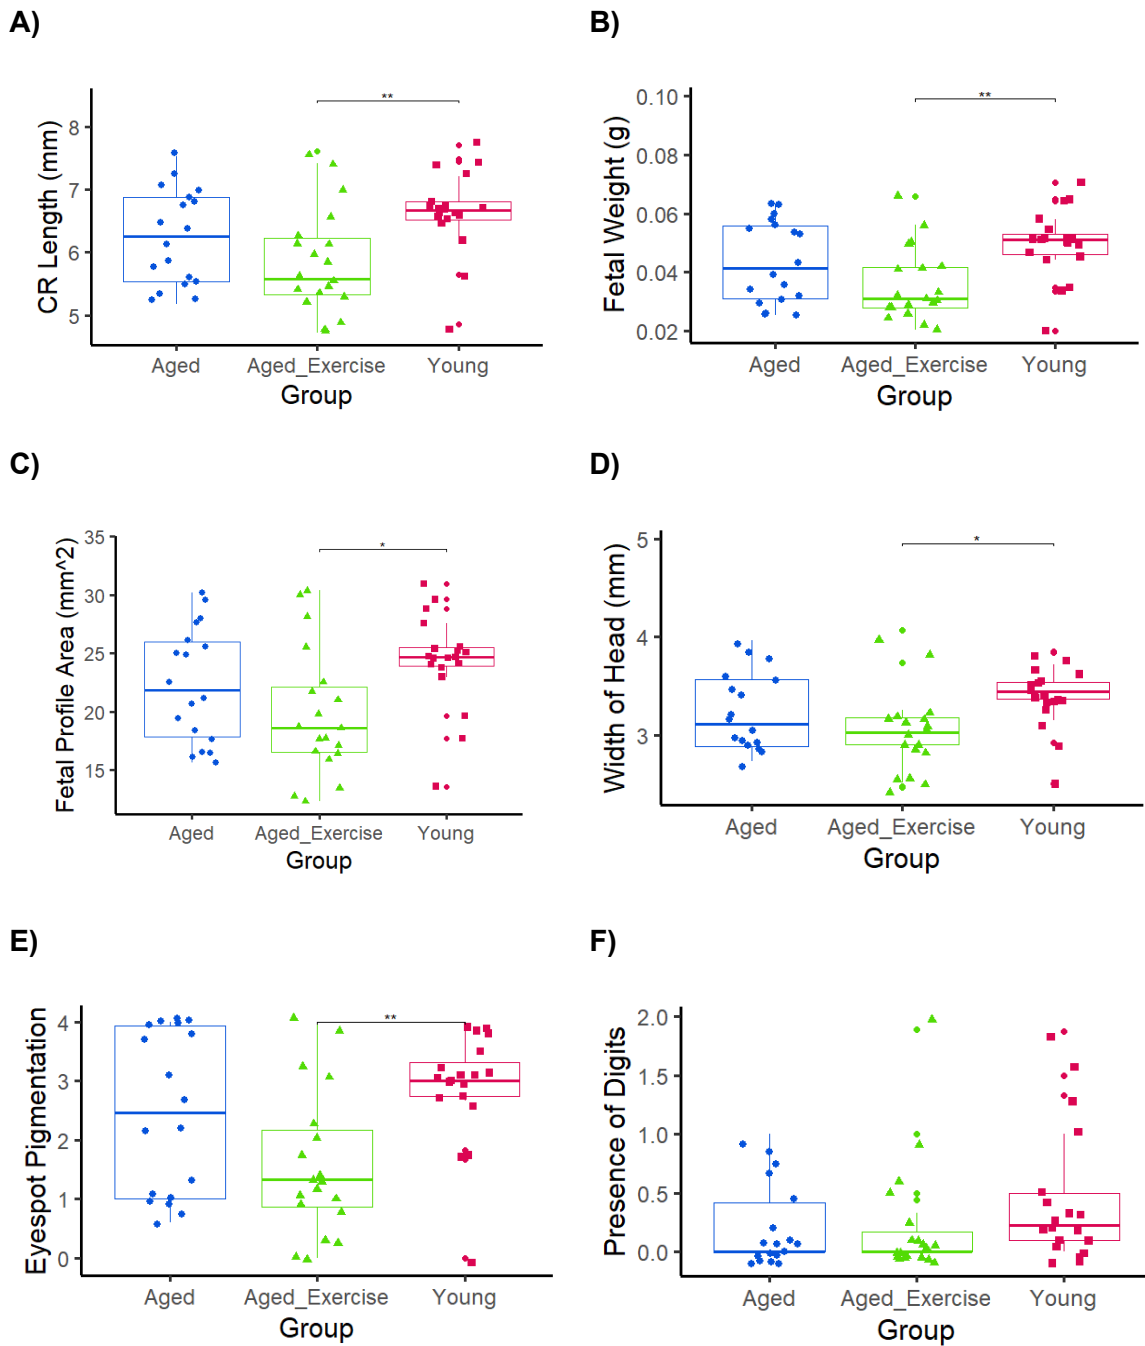 A)
CR Length (mm)
8
7
6
5
**
Aged Aged_Exercise Young
Group
B)
Fetal Weight (g)
0.10
0.08
0.06
0.04
0.02
**
Aged Aged_Exercise Young
Group
C)
Fetal Profile Area (mm^2)
35
30
25
20
15
*
Aged Aged_Exercise Young
Group
D)
Width of Head (mm)
5
4
3
*
Aged Aged_Exercise Young
Group
E)
Eyespot Pigmentation
4
3
2
1
0
**
Aged Aged_Exercise Young
Group
F)
Presence of Digits
2.0
1.5
1.0
0.5
0.0
Aged Aged_Exercise Young
Group